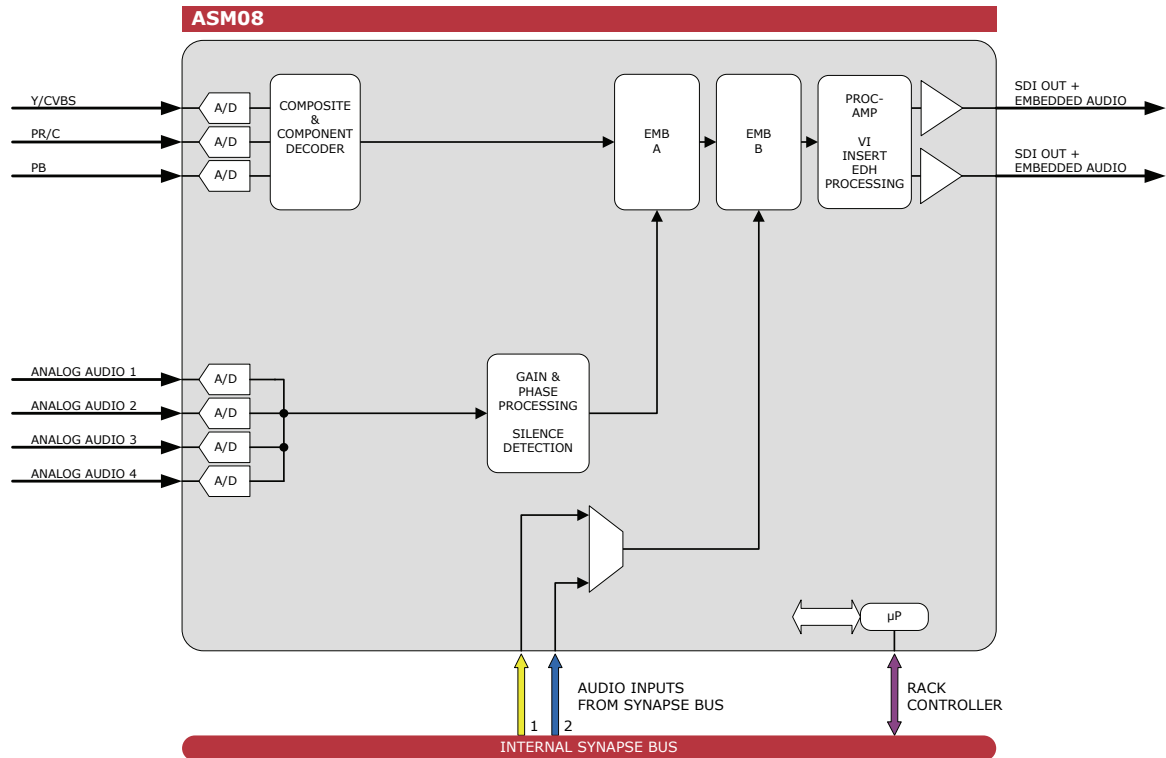 ASM08
Y/CVBS
PR/C
PB
A/D
A/D
A/D
COMPOSITE
&
COMPONENT
DECODER
EMB
A
EMB
B
PROC-
AMP
VI
INSERT
EDH
PROCESSING
SDI OUT +
EMBEDDED AUDIO
SDI OUT +
EMBEDDED AUDIO
ANALOG AUDIO 1
ANALOG AUDIO 2
ANALOG AUDIO 3
ANALOG AUDIO 4
A/D
A/D
A/D
A/D
GAIN &
PHASE
PROCESSING
SILENCE
DETECTION
µP
AUDIO INPUTS
FROM SYNAPSE BUS
1
2
RACK
CONTROLLER
INTERNAL SYNAPSE BUS